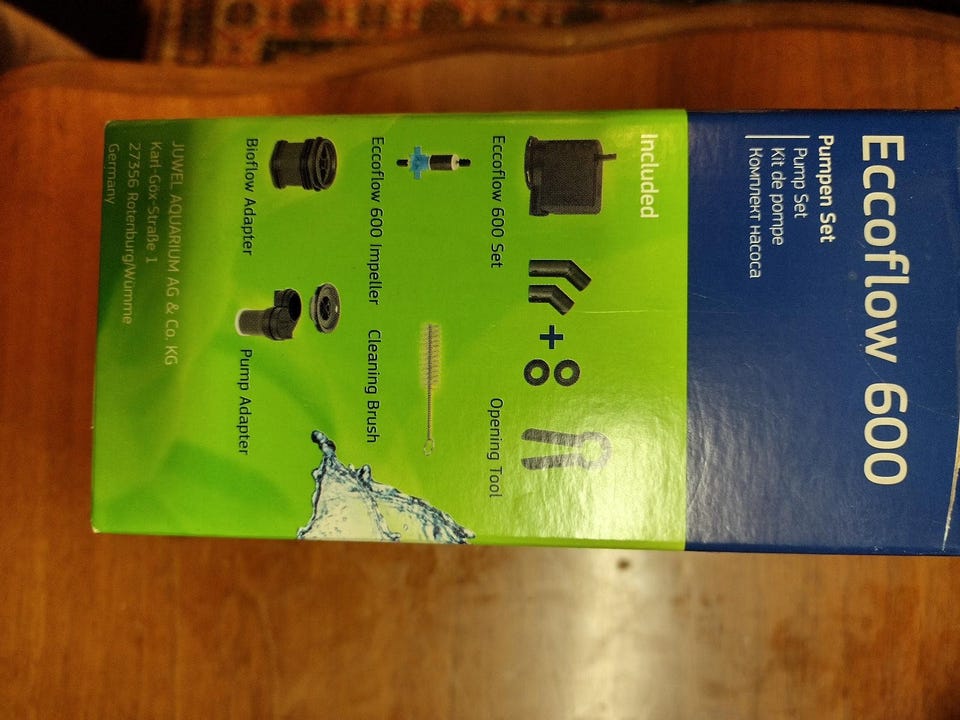 Eccoflow 600
Pumpen Set
Pump Set
Kit de pompe
Комплект насоса
Included
Eccoflow 600 Set
+
Opening Tool
Eccoflow 600 Impeller
Cleaning Brush
Bioflow Adapter
Pump Adapter
JUWEL AQUARIUM AG & Co. KG
Karl-Göx-Straße 1
27356 Rotenburg/Wümme
Germany